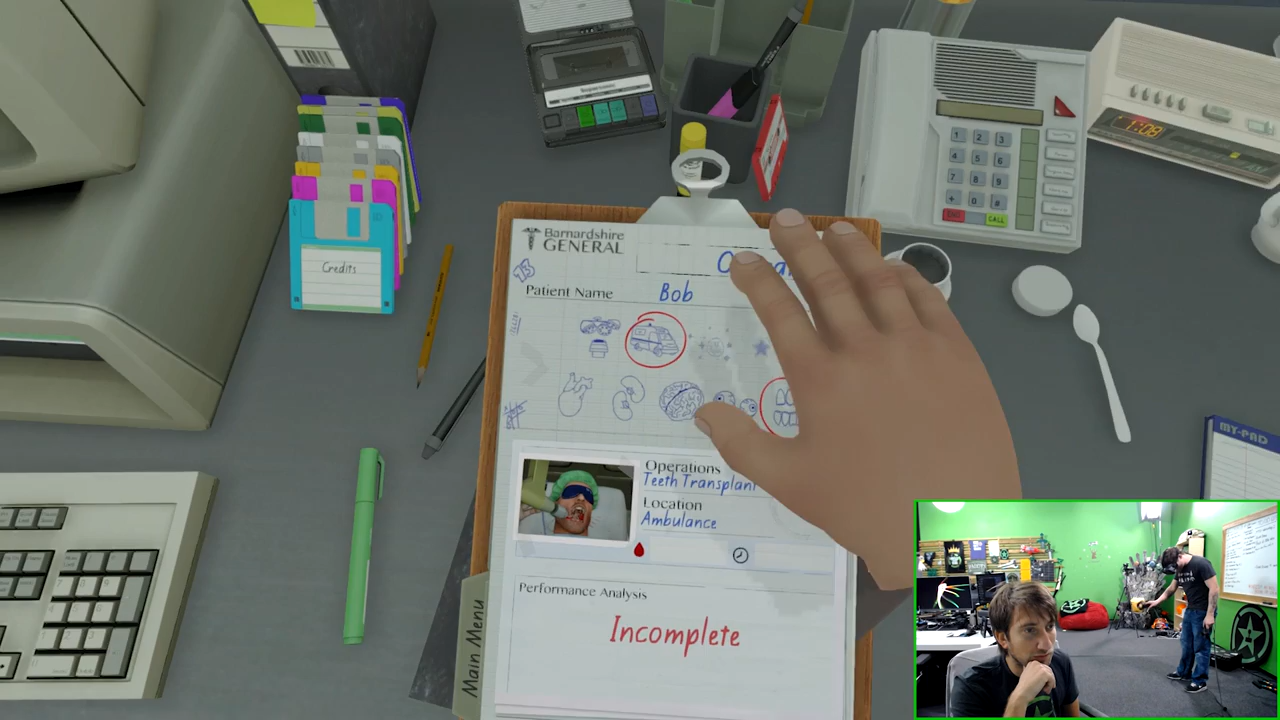 Credits
1:08
1 2 3
4 5 6
7 8 9
0
END
CALL
MY-PAD
Barnardshire
GENERAL
Patient Name
Bob
Operations
Teeth Transplant
Location
Ambulance
Performance Analysis
Incomplete
Main Menu